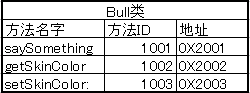 Bull类
方法名字 方法ID 地址
saySomething 1001 0X2001
getSkinColor 1002 0X2002
setSkinColor: 1003 0X2003